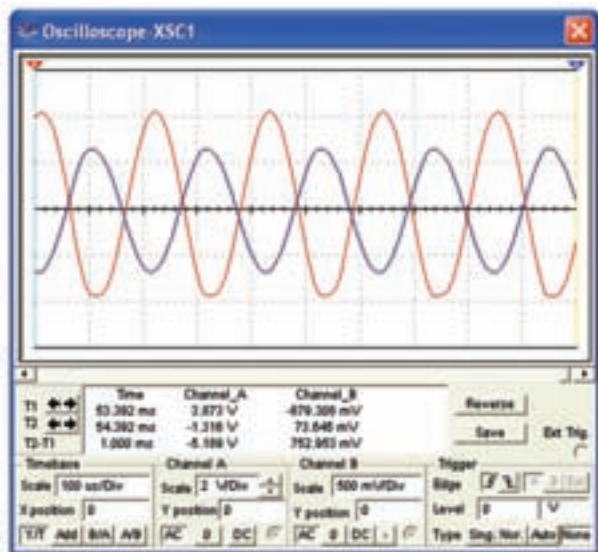 Oscilloscope-XSC1
Time Channel_A Channel_B
T1 53.392 ms 3.873 V -679.308 mV
T2 54.392 ms -1.316 V 73.646 mV
T2-T1 1.000 ms -5.189 V 752.953 mV
Reverse
Save
Ext Trig.
Timebase
Scale 100 us/Div
X position 0
Y/T Add B/A A/B
Channel A
Scale 2 V/Div
Y position 0
AC 0 DC
Channel B
Scale 500 mV/Div
Y position 0
AC 0 DC -
Trigger
Edge
Level 0 V
Type Sing. Nor. Auto None